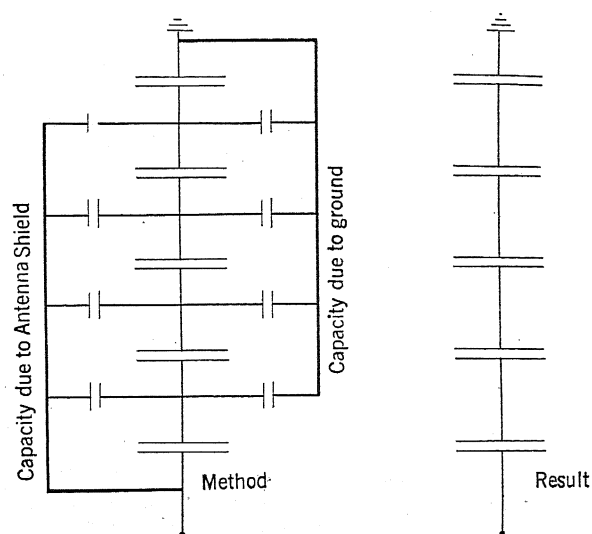 Capacity due to Antenna Shield
Capacity due to ground
Method
Result